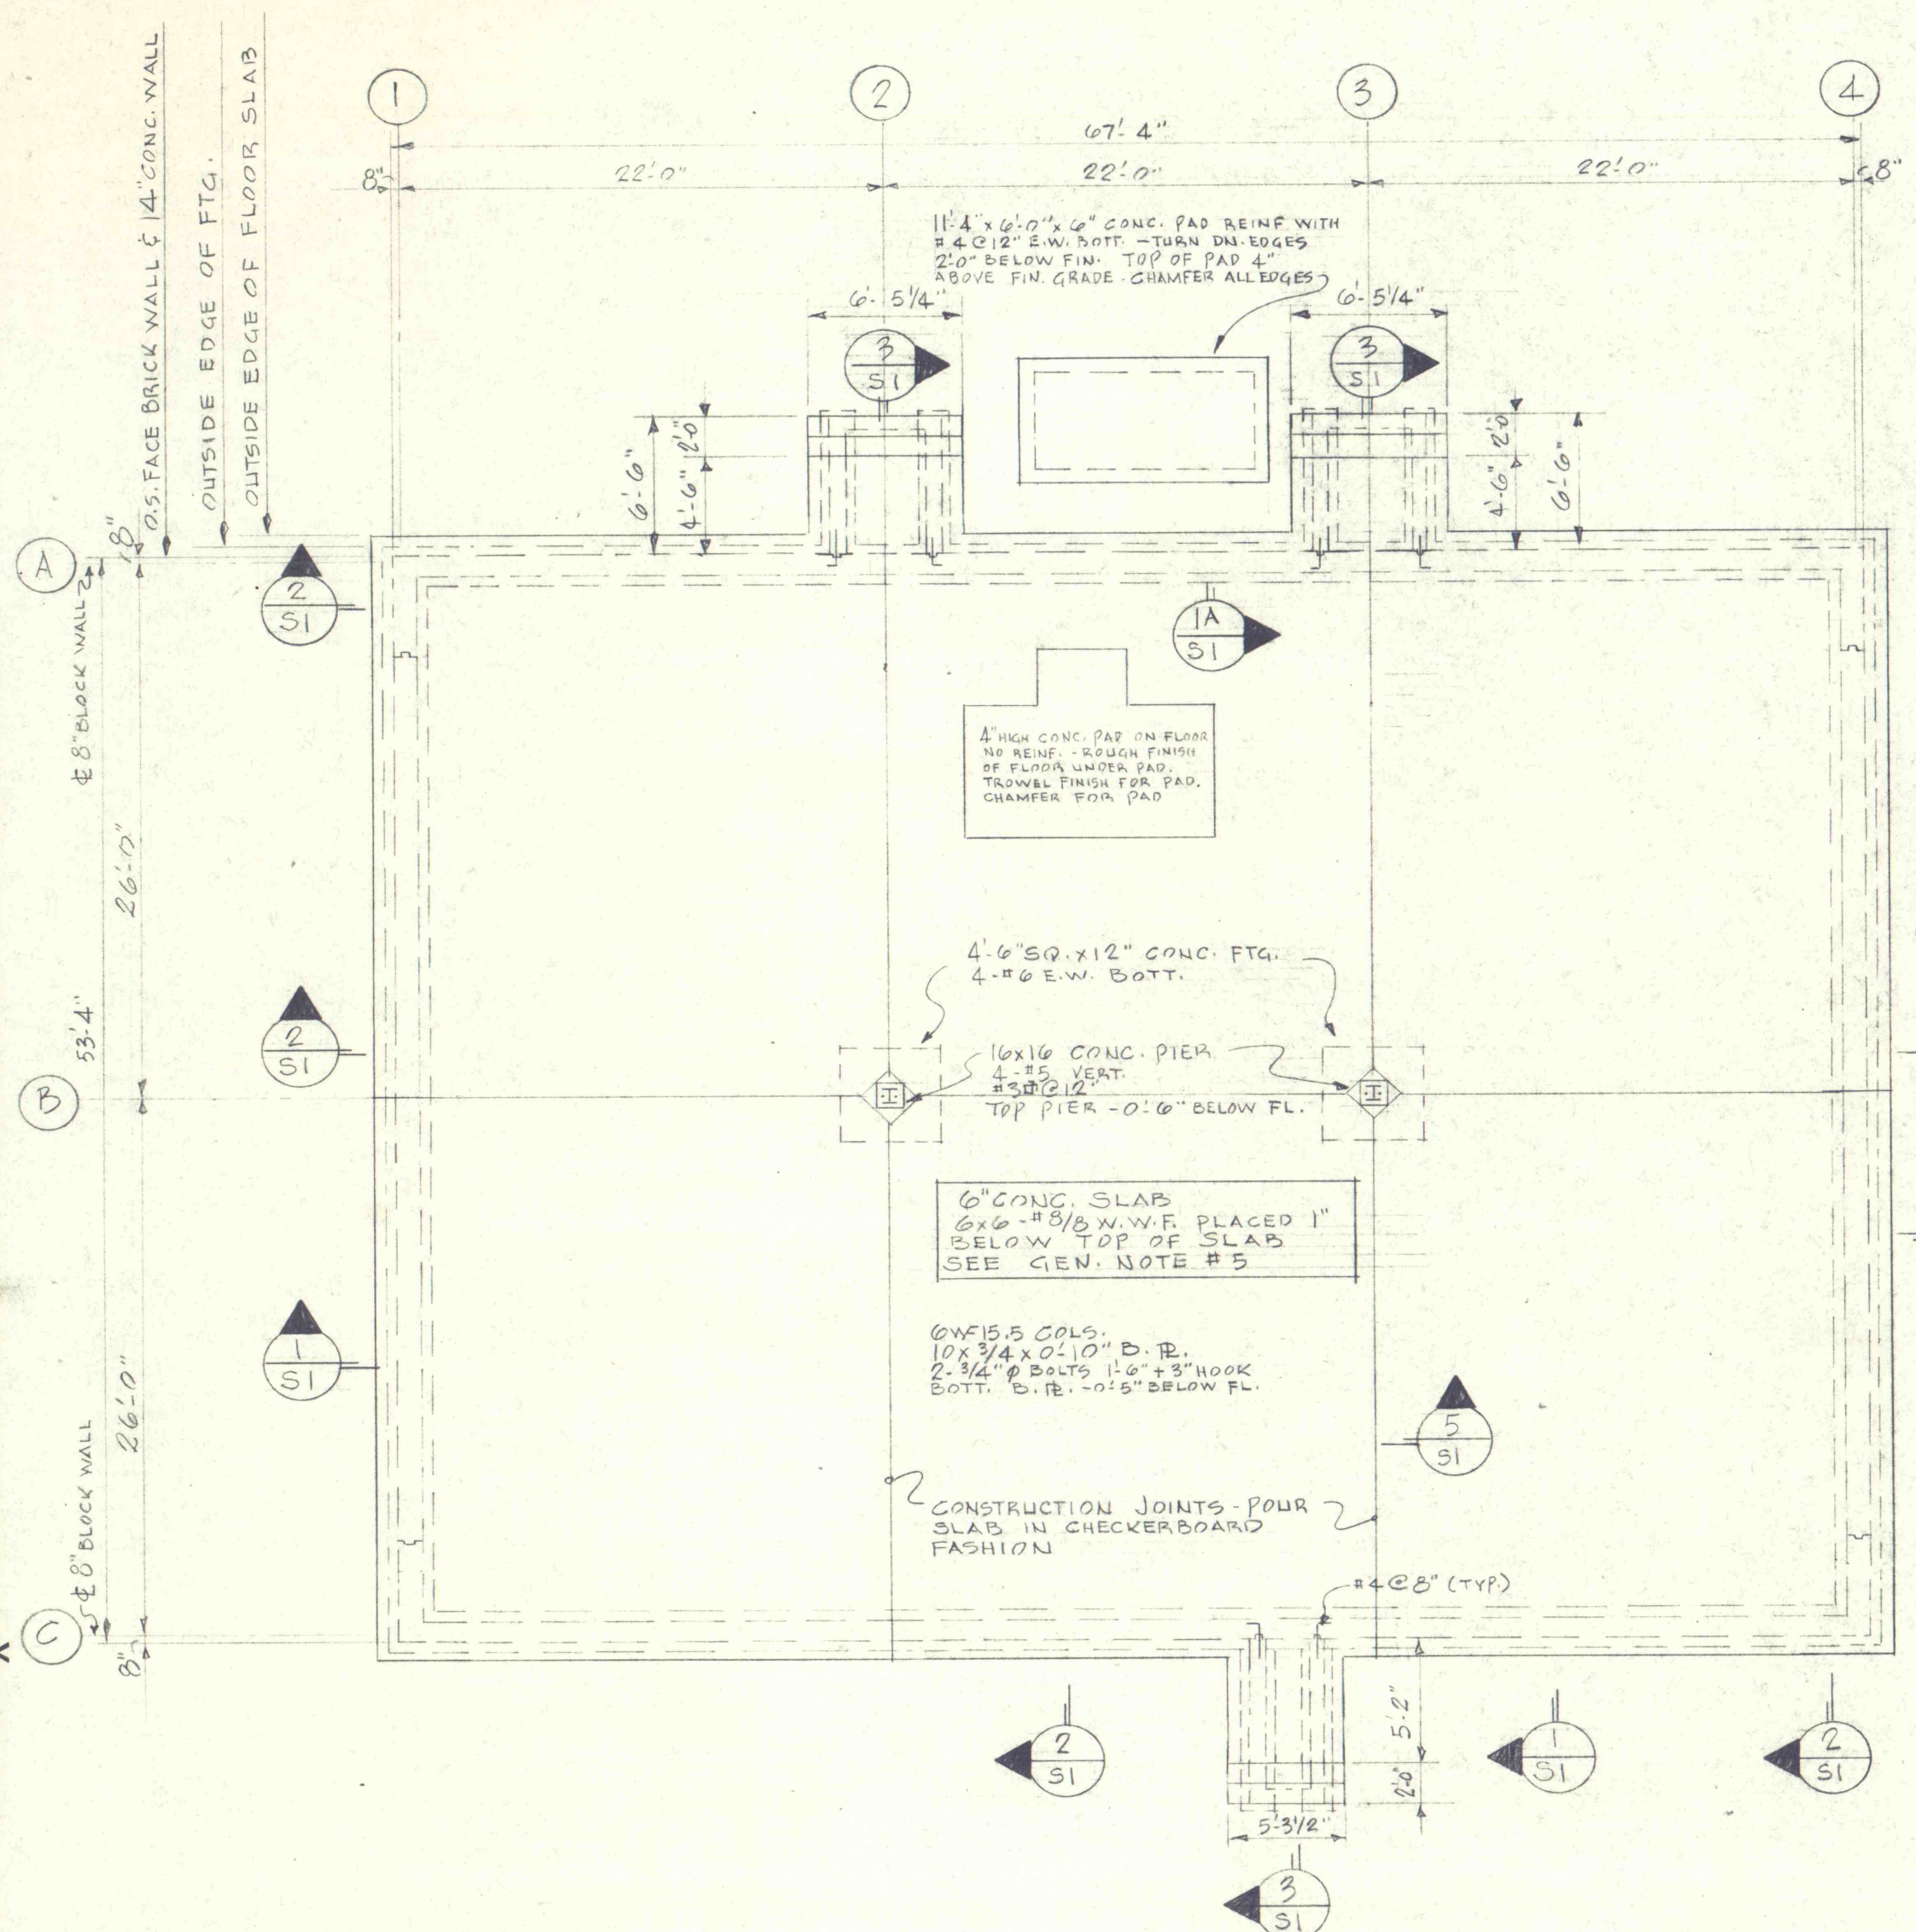 O.S. FACE BRICK WALL & 14" CONC. WALL
OUTSIDE EDGE OF FTG.
OUTSIDE EDGE OF FLOOR SLAB
1
2
3
4
67'-4"
8"
22'-0"
22'-0"
22'-0"
8"
11'-4" x 6'-0" x 6" CONC. PAD REINF WITH
#4@12" E.W. BOTT. - TURN DN. EDGES
2'-0" BELOW FIN. TOP OF PAD 4"
ABOVE FIN. GRADE - CHAMFER ALL EDGES
6'-5 1/4"
6'-5 1/4"
3
S1
3
S1
6'-6"
4'-6"
2'-0"
4'-6"
2'-0"
6'-6"
A
8"
℄ 8" BLOCK WALL
2
S1
1A
S1
4" HIGH CONC. PAD ON FLOOR
NO REINF. - ROUGH FINISH
OF FLOOR UNDER PAD.
TROWEL FINISH FOR PAD.
CHAMFER FOR PAD
26'-0"
4'-6" SQ. x 12" CONC. FTG.
4-#6 E.W. BOTT.
53'-4"
2
S1
B
16x16 CONC. PIER
4-#5 VERT.
#3@12"
TOP PIER -0'-6" BELOW FL.
6" CONC. SLAB
6x6-#8/8 W.W.F. PLACED 1"
BELOW TOP OF SLAB
SEE GEN. NOTE #5
1
S1
6WF15.5 COLS.
10 x 3/4 x 0'-10" B. PL.
2-3/4" φ BOLTS 1'-6" + 3" HOOK
BOTT. B. PL. -0'-5" BELOW FL.
26'-0"
5
S1
℄ 8" BLOCK WALL
CONSTRUCTION JOINTS - POUR
SLAB IN CHECKERBOARD
FASHION
#4@8" (TYP.)
C
8"
5'-2"
2'-0"
2
S1
1
S1
2
S1
5'-3 1/2"
3
S1